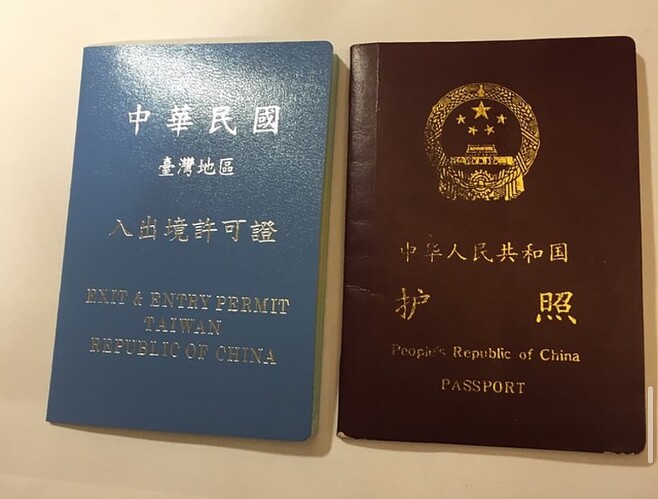 中華民國
臺灣地區
入出境許可證
EXIT & ENTRY PERMIT
TAIWAN
REPUBLIC OF CHINA
中华人民共和国
护照
People's Republic of China
PASSPORT